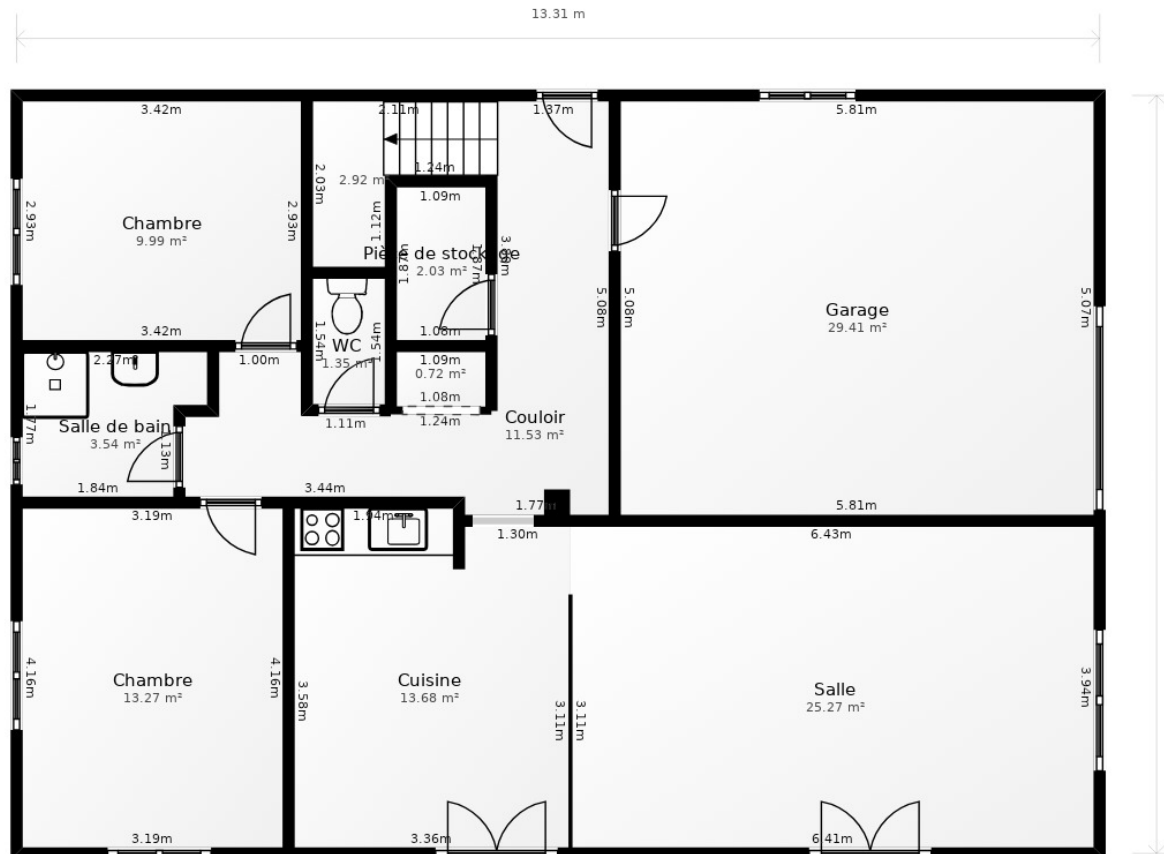 13.31 m
3.42m
2.11m
1.37m
5.81m
2.03m
2.92 m²
1.24m
1.09m
2.93m
Chambre
9.99 m²
2.93m
1.12m
Pièce de stockage
2.03 m²
1.87m
1.87m
5.08m
5.08m
Garage
29.41 m²
5.07m
3.42m
1.00m
1.54m
WC
1.35 m²
1.54m
1.08m
1.09m
0.72 m²
1.08m
1.24m
1.11m
2.27m
1.77m
Salle de bain
3.54 m²
1.84m
3.44m
Couloir
11.53 m²
1.77m
5.81m
3.19m
1.94m
1.30m
6.43m
4.16m
Chambre
13.27 m²
4.16m
3.58m
Cuisine
13.68 m²
3.11m
3.11m
Salle
25.27 m²
3.94m
3.19m
3.36m
6.41m